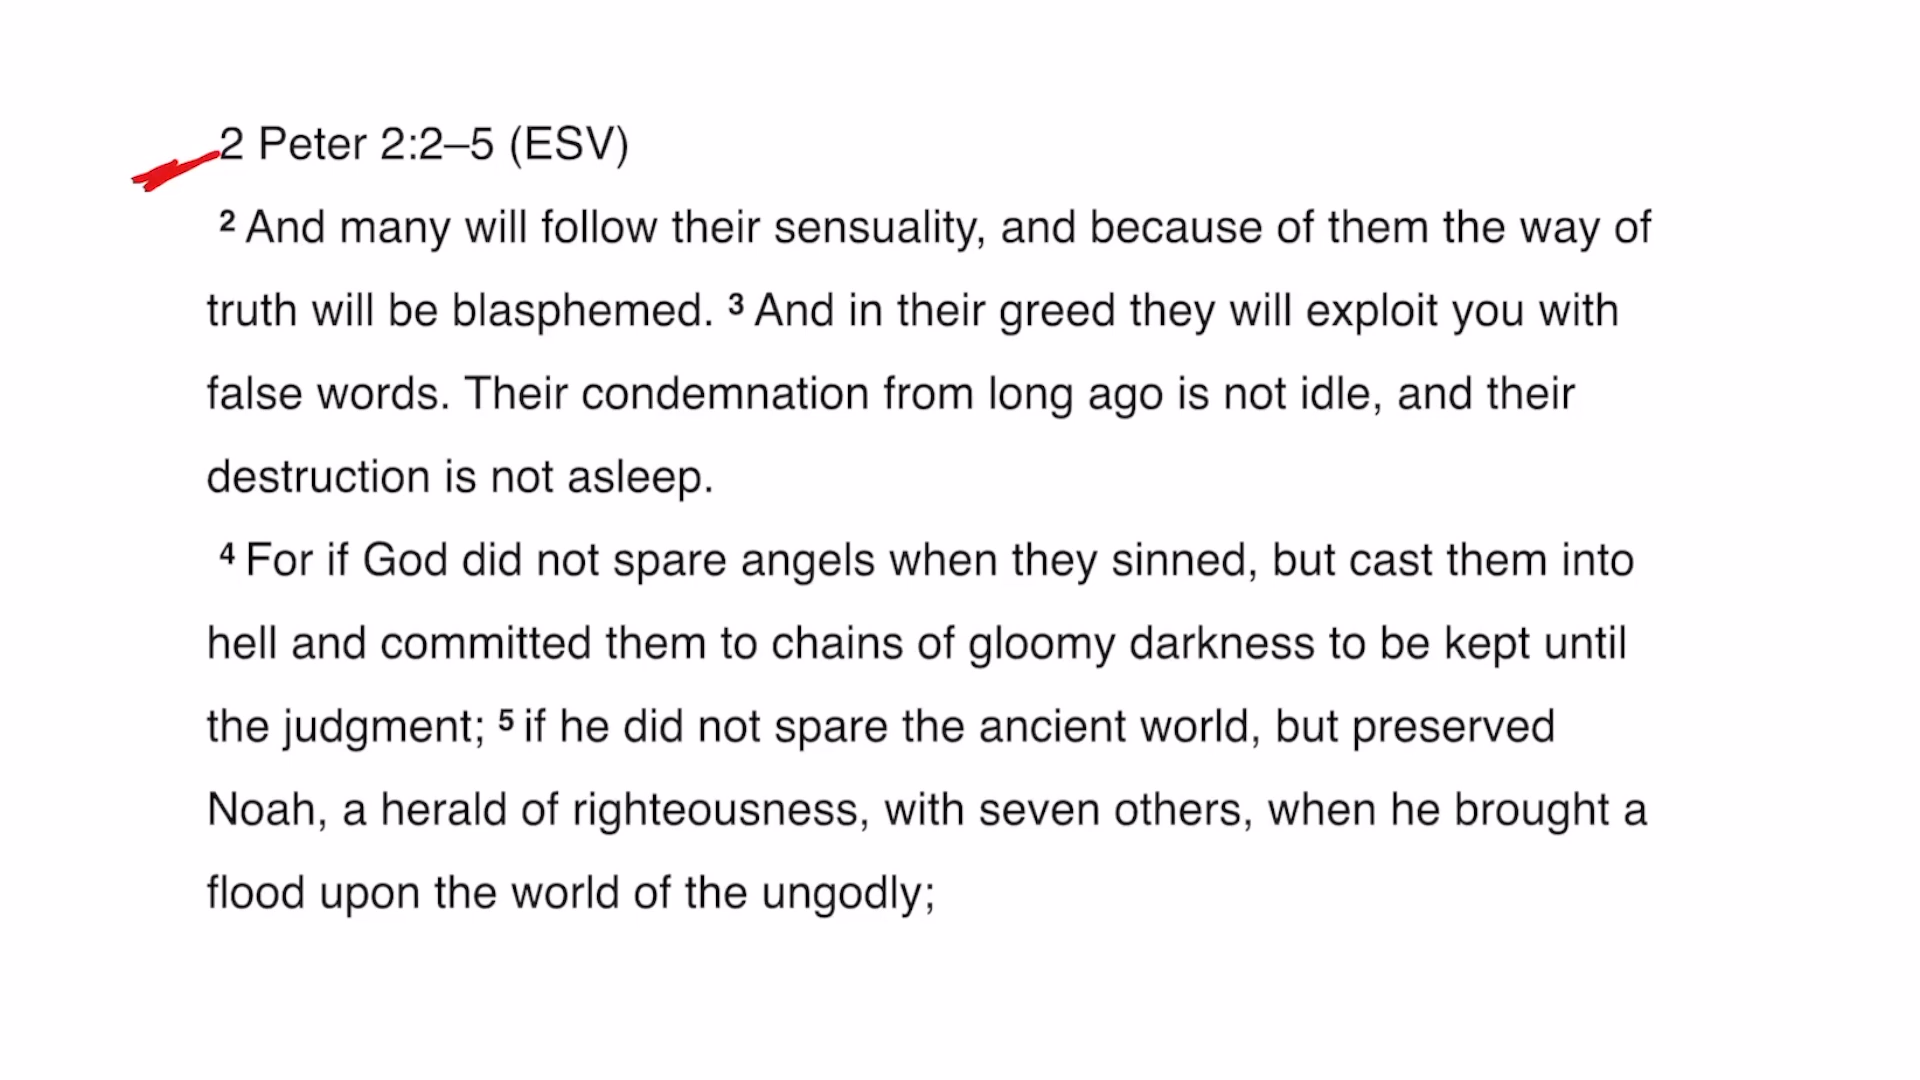 2 Peter 2:2–5 (ESV)
2 And many will follow their sensuality, and because of them the way of
truth will be blasphemed. 3 And in their greed they will exploit you with
false words. Their condemnation from long ago is not idle, and their
destruction is not asleep.
4 For if God did not spare angels when they sinned, but cast them into
hell and committed them to chains of gloomy darkness to be kept until
the judgment; 5 if he did not spare the ancient world, but preserved
Noah, a herald of righteousness, with seven others, when he brought a
flood upon the world of the ungodly;